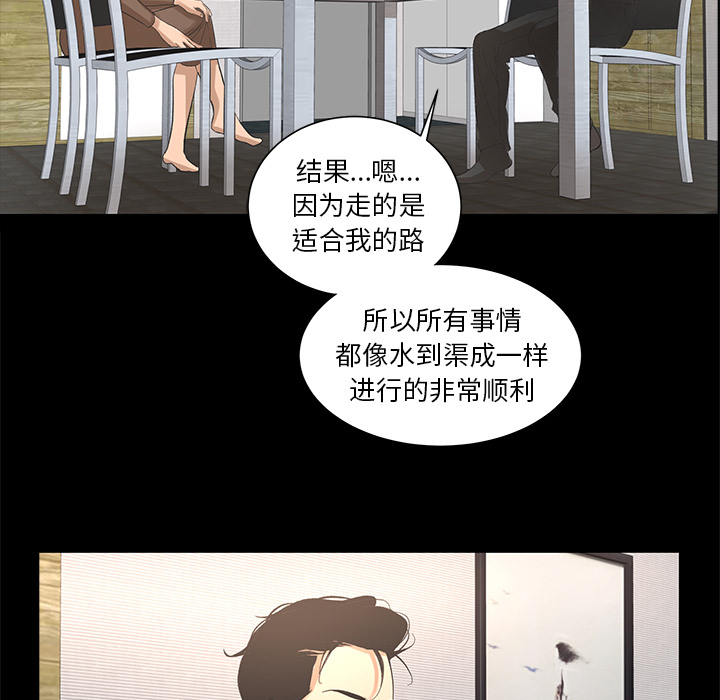 结果...嗯...
因为走的是
适合我的路
所以所有事情
都像水到渠成一样
进行的非常顺利